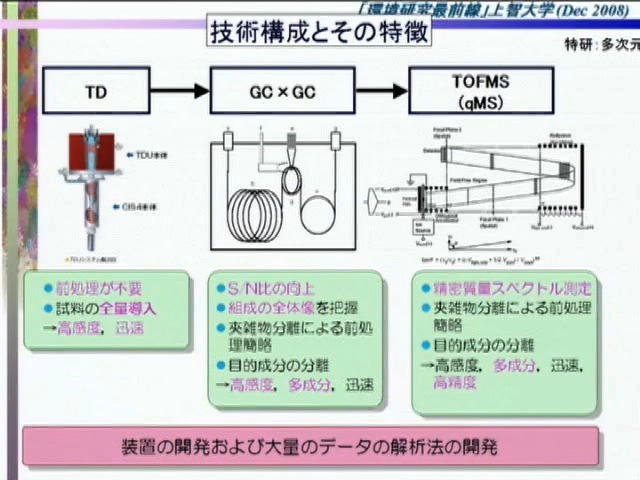 「環境研究最前線」上智大学(Dec 2008)
技術構成とその特徴
特研：多次元
TD
GC×GC
TOFMS
(qMS)
TDU本体
CIS4本体
●前処理が不要
●試料の全量導入
→高感度，迅速
●S/N比の向上
●組成の全体像を把握
●夾雑物分離による前処
理簡略
●目的成分の分離
→高感度，多成分，迅速
●精密質量スペクトル測定
●夾雑物分離による前処理
簡略
●目的成分の分離
→高感度，多成分，迅速，
高精度
装置の開発および大量のデータの解析法の開発